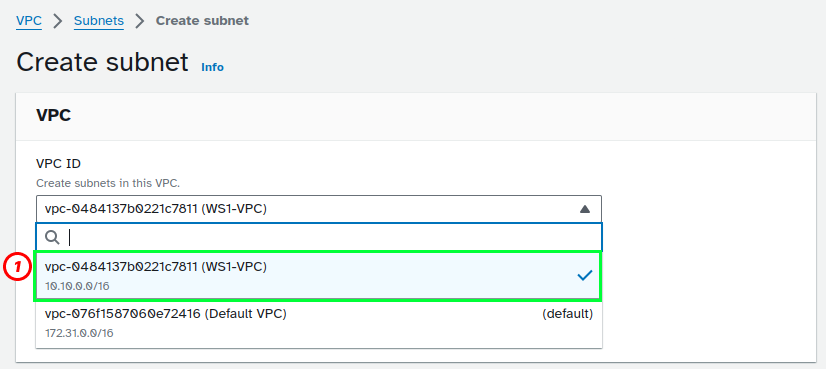 VPC > Subnets > Create subnet
Create subnet Info
VPC
VPC ID
Create subnets in this VPC.
vpc-0484137b0221c7811 (WS1-VPC)
1
vpc-0484137b0221c7811 (WS1-VPC)
10.10.0.0/16
vpc-076f1587060e72416 (Default VPC) (default)
172.31.0.0/16